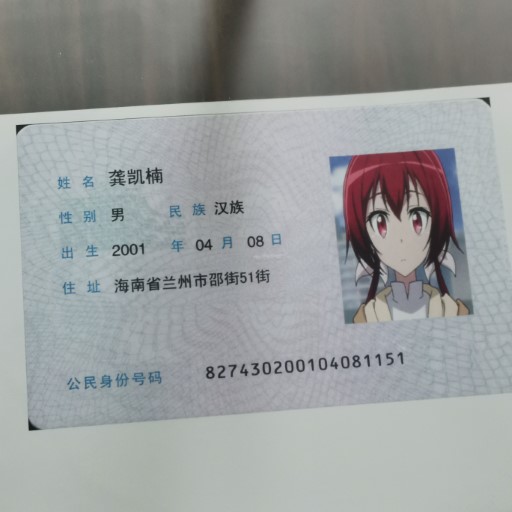 姓名 龚凯楠
性别 男 民族 汉族
出生 2001 年 04 月 08 日
住址 海南省兰州市邵街51街
公民身份号码 827430200104081151